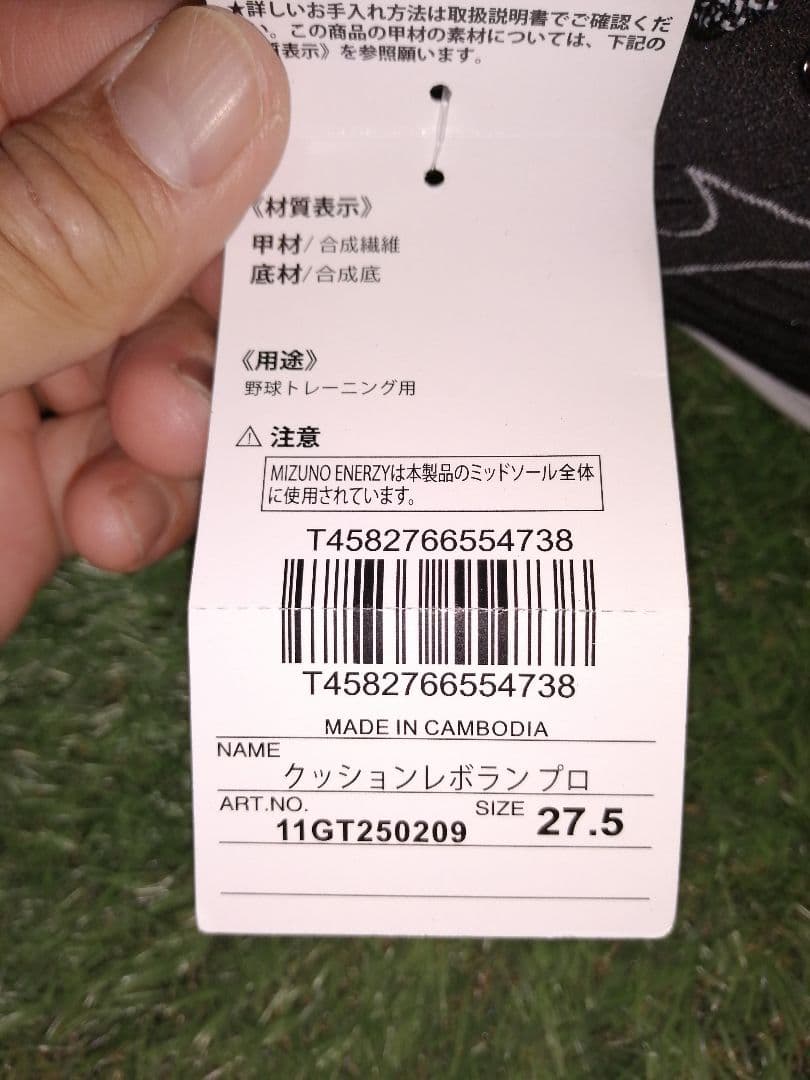 ★詳しいお手入れ方法は取扱説明書でご確認くだ
い。この商品の甲材の素材については、下記の
質表示》を参照願います。
《材質表示》
甲材/合成繊維
底材/合成底
《用途》
野球トレーニング用
⚠ 注意
MIZUNO ENERZYは本製品のミッドソール全体
に使用されています。
T4582766554738
T4582766554738
MADE IN CAMBODIA
NAME
クッションレボラン プロ
ART.NO. SIZE
11GT250209 27.5